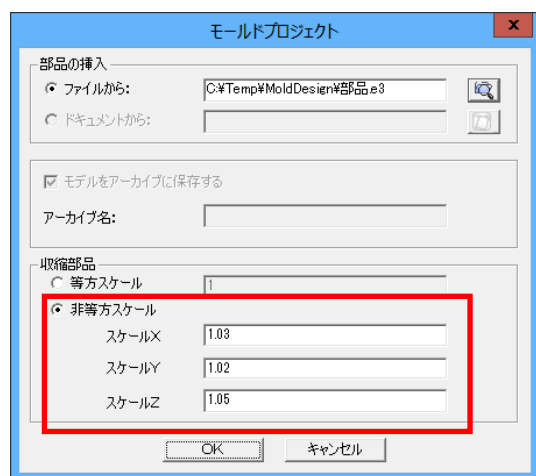 モールドプロジェクト
x
部品の挿入
ファイルから: C:¥Temp¥MoldDesign¥部品.e3
ドキュメントから:
モデルをアーカイブに保存する
アーカイブ名:
収縮部品
等方スケール 1
非等方スケール
スケールX 1.03
スケールY 1.02
スケールZ 1.05
OK キャンセル